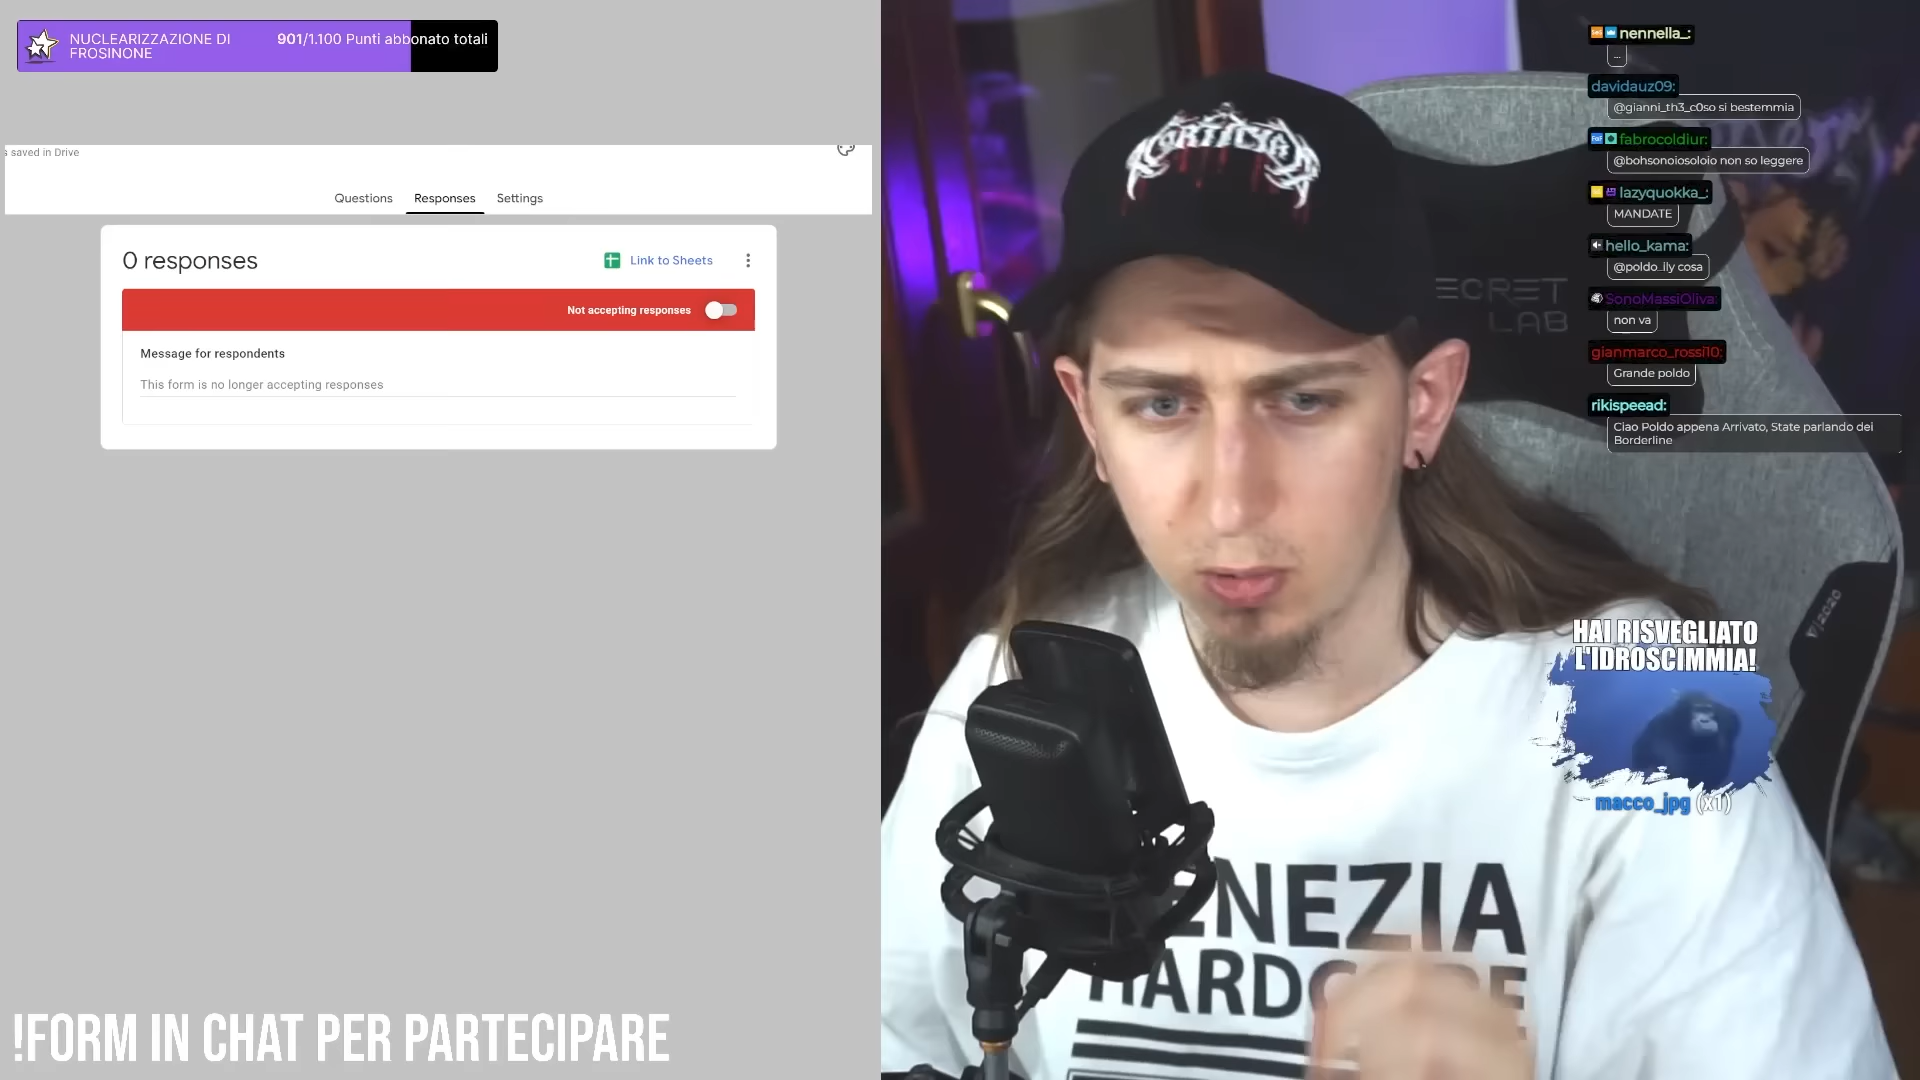 NUCLEARIZZAZIONE DI
FROSINONE
901/1.100 Punti abbonato totali
s saved in Drive
Questions
Responses
Settings
0 responses
Link to Sheets
Not accepting responses
Message for respondents
This form is no longer accepting responses
!FORM IN CHAT PER PARTECIPARE
nennella_:
...
davidauz09:
@gianni_th3_c0so si bestemmia
fabrocoldiur:
@bohsonoiosoloio non so leggere
lazyquokka_:
MANDATE
hello_kama:
@poldo_ily cosa
SonoMassiOliva:
non va
gianmarco_rossi10:
Grande poldo
rikispeead:
Ciao Poldo appena Arrivato, State parlando dei
Borderline
ECRET
LAB
HAI RISVEGLIATO
L'IDROSCIMMIA!
macco_jpg (x1)
ENEZIA